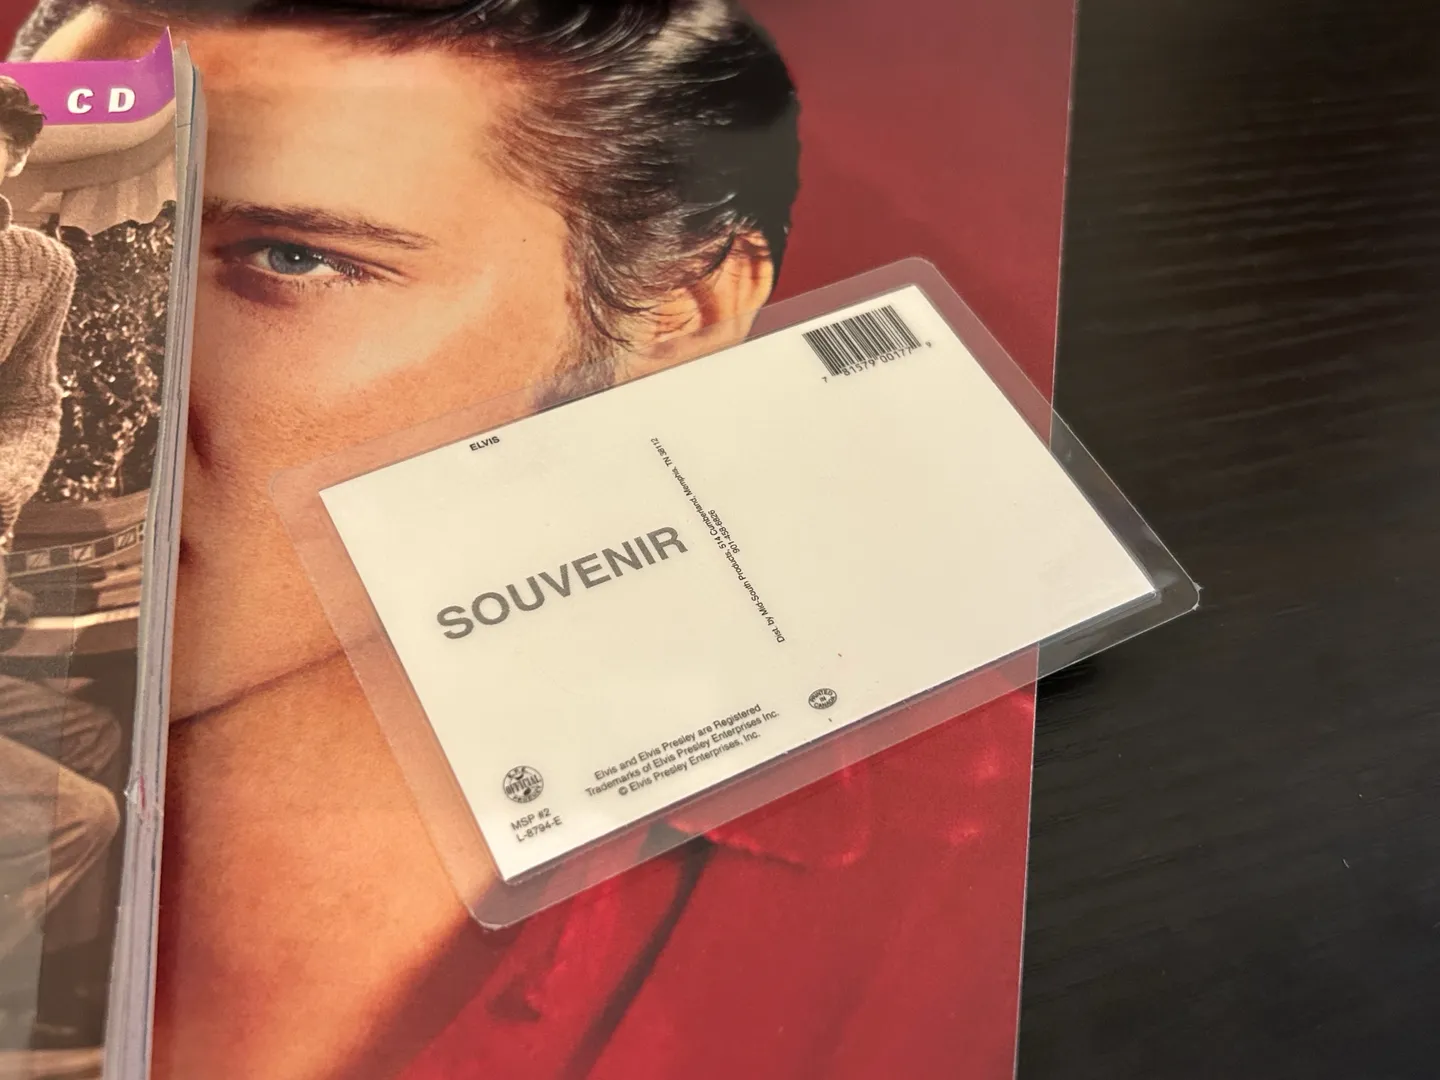 CD
ELVIS
7 81579 00177 9
SOUVENIR
Dist. by Mid-South Products, 514 Cumberland, Memphis, TN 38112
901-458-6826
PRINTED
IN
CANADA
OFFICIAL
Elvis and Elvis Presley are Registered
Trademarks of Elvis Presley Enterprises Inc.
© Elvis Presley Enterprises, Inc.
MSP #2
L-8794-E